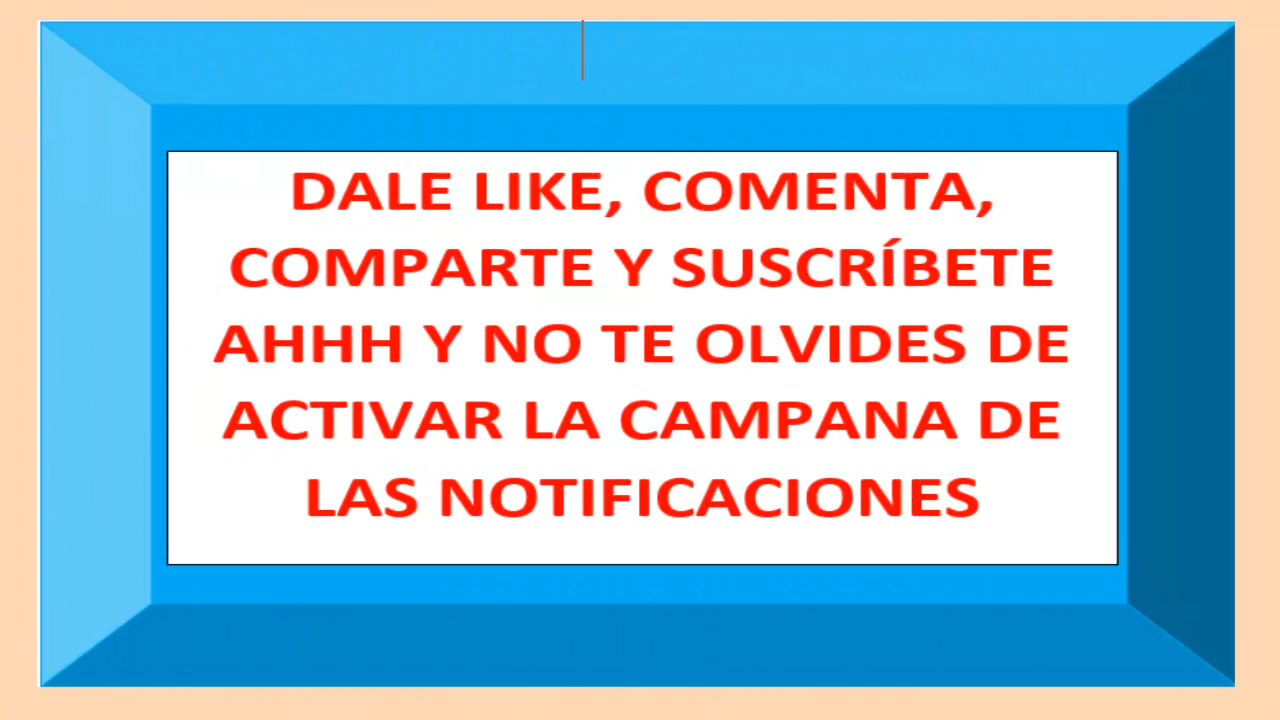 DALE LIKE, COMENTA,
COMPARTE Y SUSCRÍBETE
AHHH Y NO TE OLVIDES DE
ACTIVAR LA CAMPANA DE
LAS NOTIFICACIONES